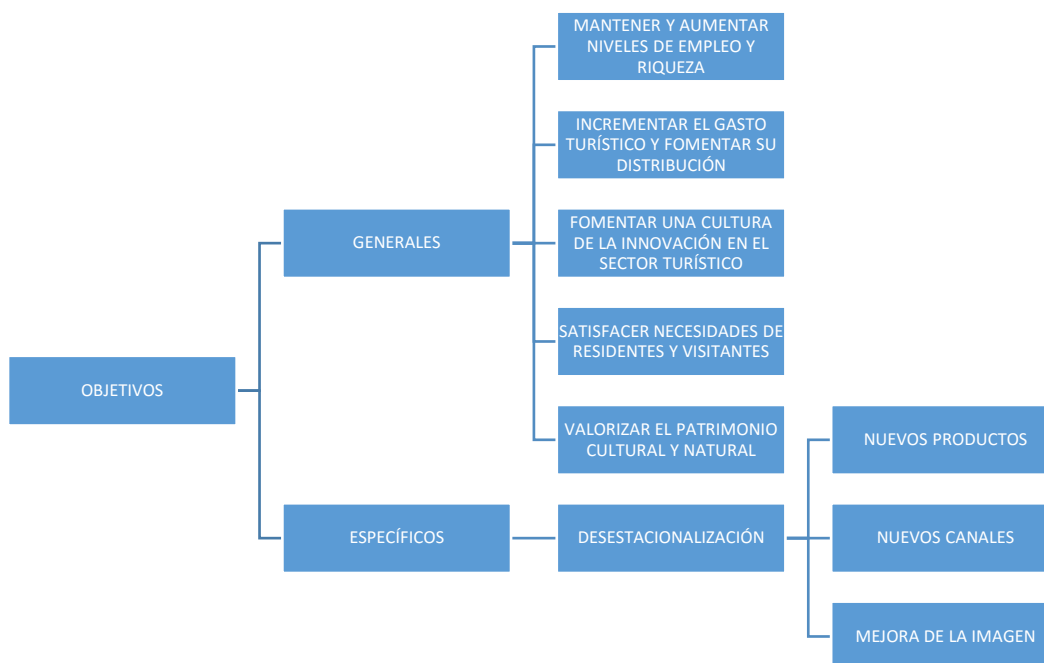 MANTENER Y AUMENTAR
NIVELES DE EMPLEO Y
RIQUEZA
INCREMENTAR EL GASTO
TURÍSTICO Y FOMENTAR SU
DISTRIBUCIÓN
GENERALES
FOMENTAR UNA CULTURA
DE LA INNOVACIÓN EN EL
SECTOR TURÍSTICO
SATISFACER NECESIDADES DE
RESIDENTES Y VISITANTES
OBJETIVOS
VALORIZAR EL PATRIMONIO
CULTURAL Y NATURAL
NUEVOS PRODUCTOS
ESPECÍFICOS
DESESTACIONALIZACIÓN
NUEVOS CANALES
MEJORA DE LA IMAGEN